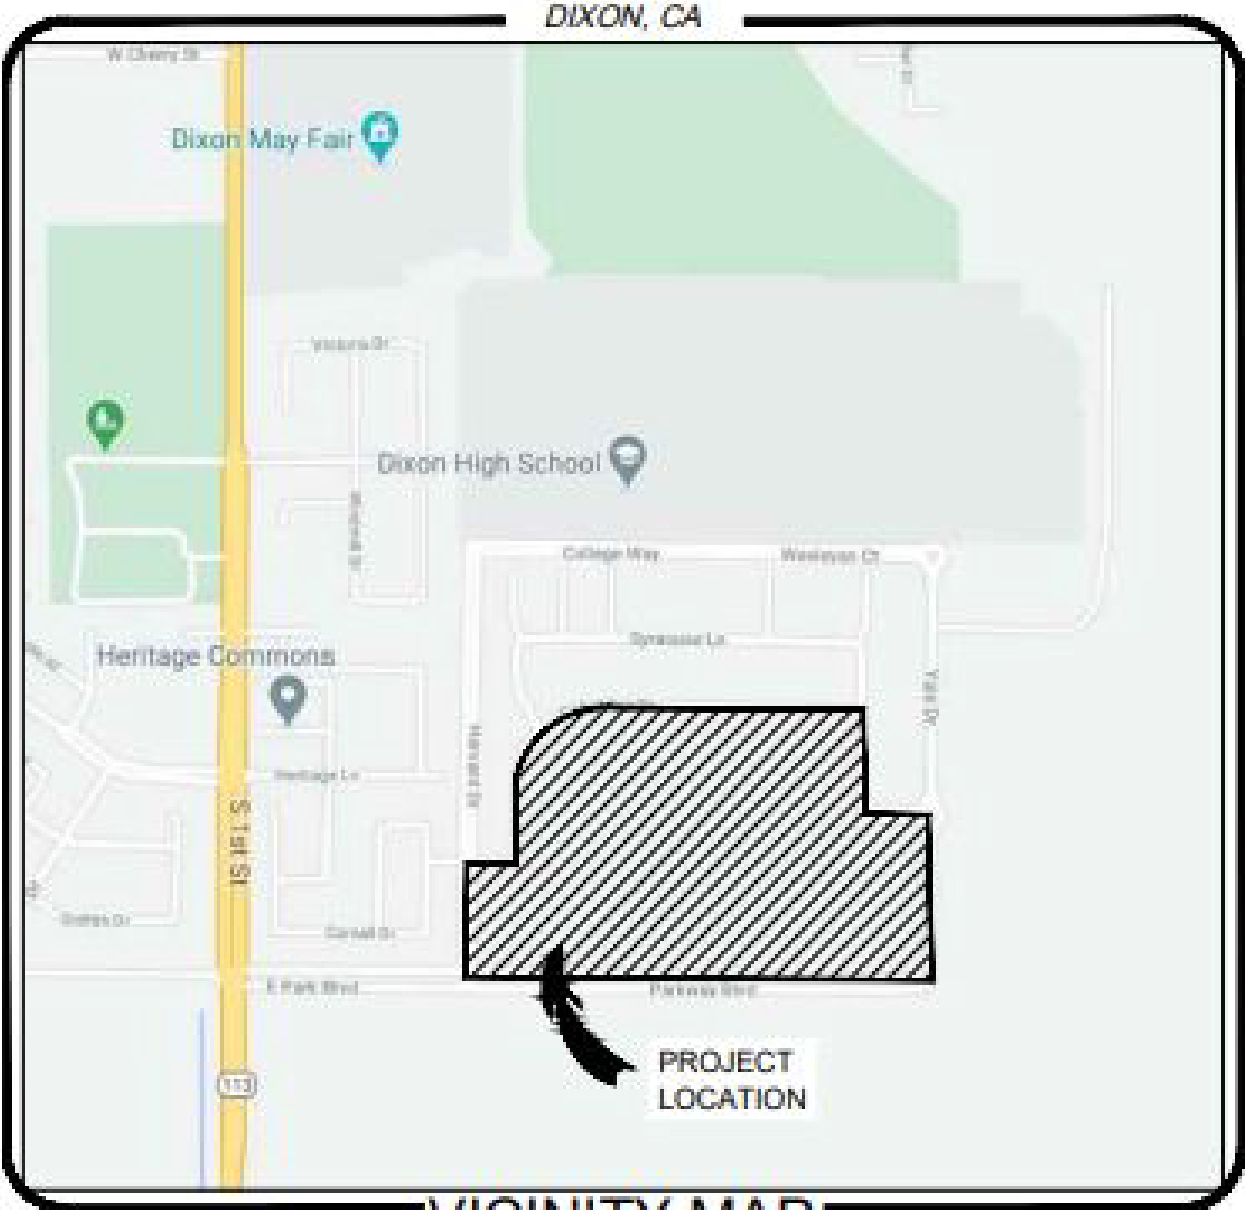 DIXON, CA
W Cherry St
Dixon May Fair
Victoria Dr
Dixon High School
College Way
Wesleyan Ct
Syracuse Ln
Heritage Commons
Yale Dr
Harvard Dr
Heritage Ln
S 1st St
Cornell Dr
E Park Blvd
Parkway Blvd
PROJECT
LOCATION
113
VICINITY MAP